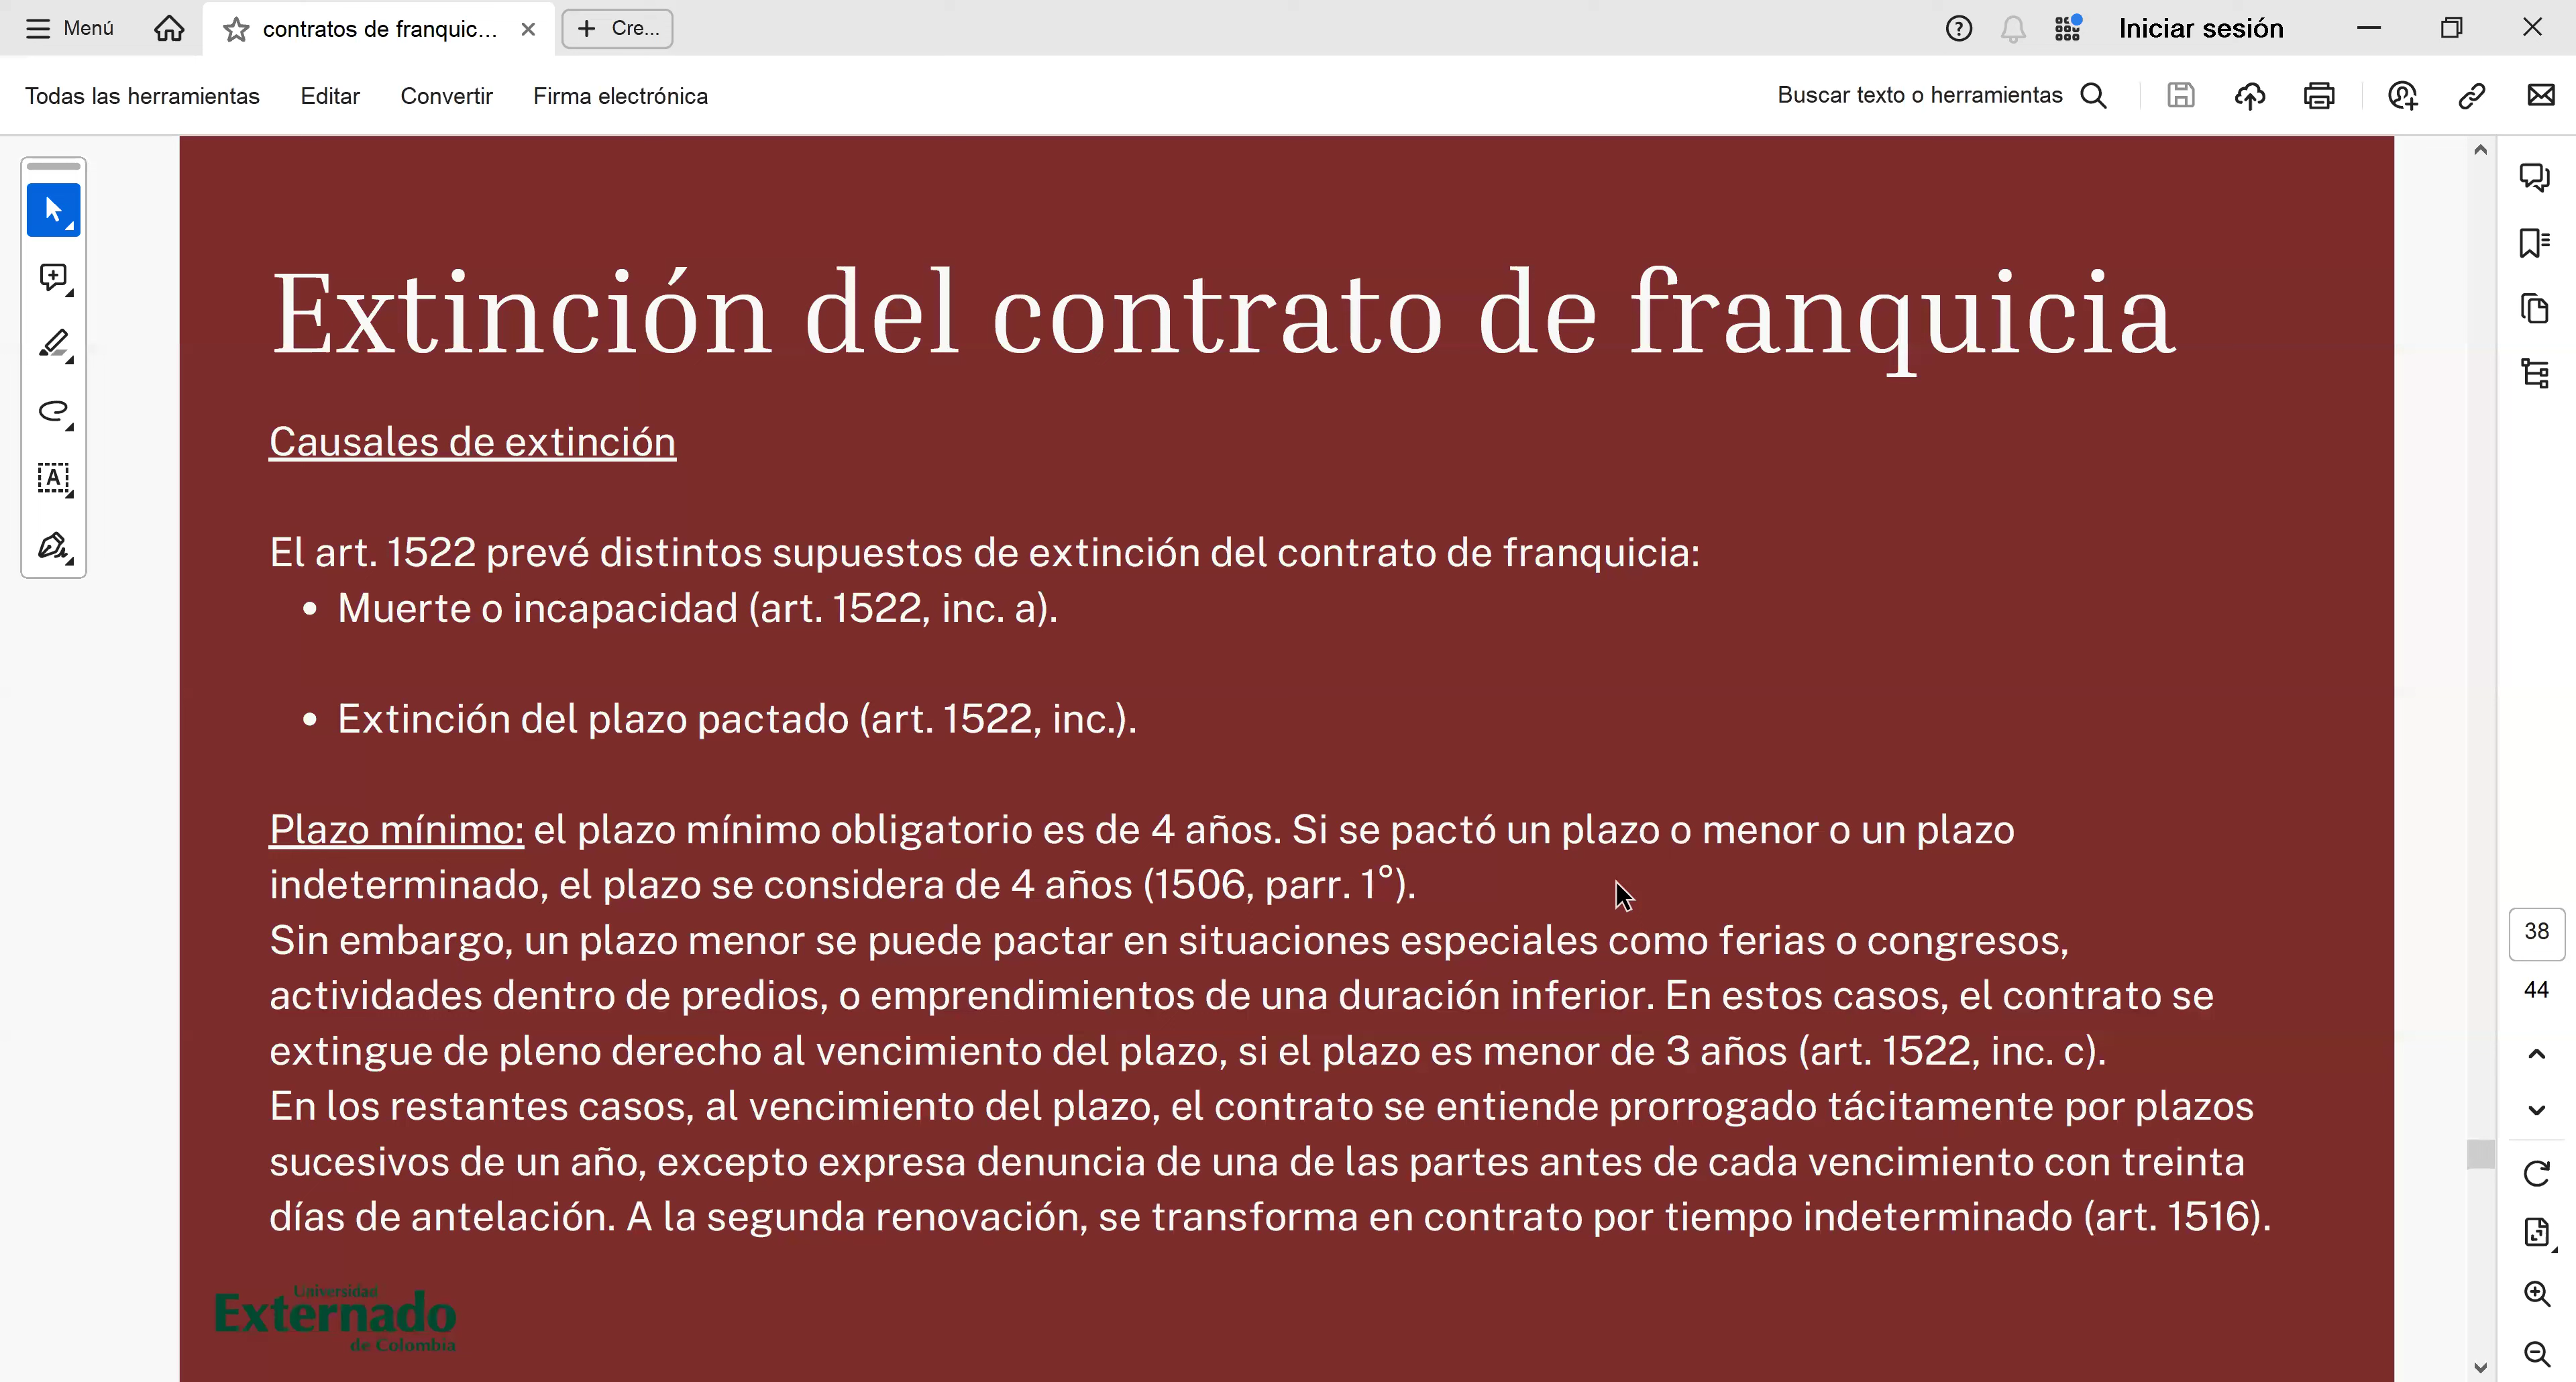 Menú
contratos de franquic...
Cre...
Iniciar sesión
Todas las herramientas
Editar
Convertir
Firma electrónica
Buscar texto o herramientas
Extinción del contrato de franquicia
Causales de extinción
El art. 1522 prevé distintos supuestos de extinción del contrato de franquicia:
• Muerte o incapacidad (art. 1522, inc. a).
• Extinción del plazo pactado (art. 1522, inc.).
Plazo mínimo: el plazo mínimo obligatorio es de 4 años. Si se pactó un plazo o menor o un plazo
indeterminado, el plazo se considera de 4 años (1506, parr. 1°).
Sin embargo, un plazo menor se puede pactar en situaciones especiales como ferias o congresos,
actividades dentro de predios, o emprendimientos de una duración inferior. En estos casos, el contrato se
extingue de pleno derecho al vencimiento del plazo, si el plazo es menor de 3 años (art. 1522, inc. c).
En los restantes casos, al vencimiento del plazo, el contrato se entiende prorrogado tácitamente por plazos
sucesivos de un año, excepto expresa denuncia de una de las partes antes de cada vencimiento con treinta
días de antelación. A la segunda renovación, se transforma en contrato por tiempo indeterminado (art. 1516).
Universidad
Externado
de Colombia
38
44